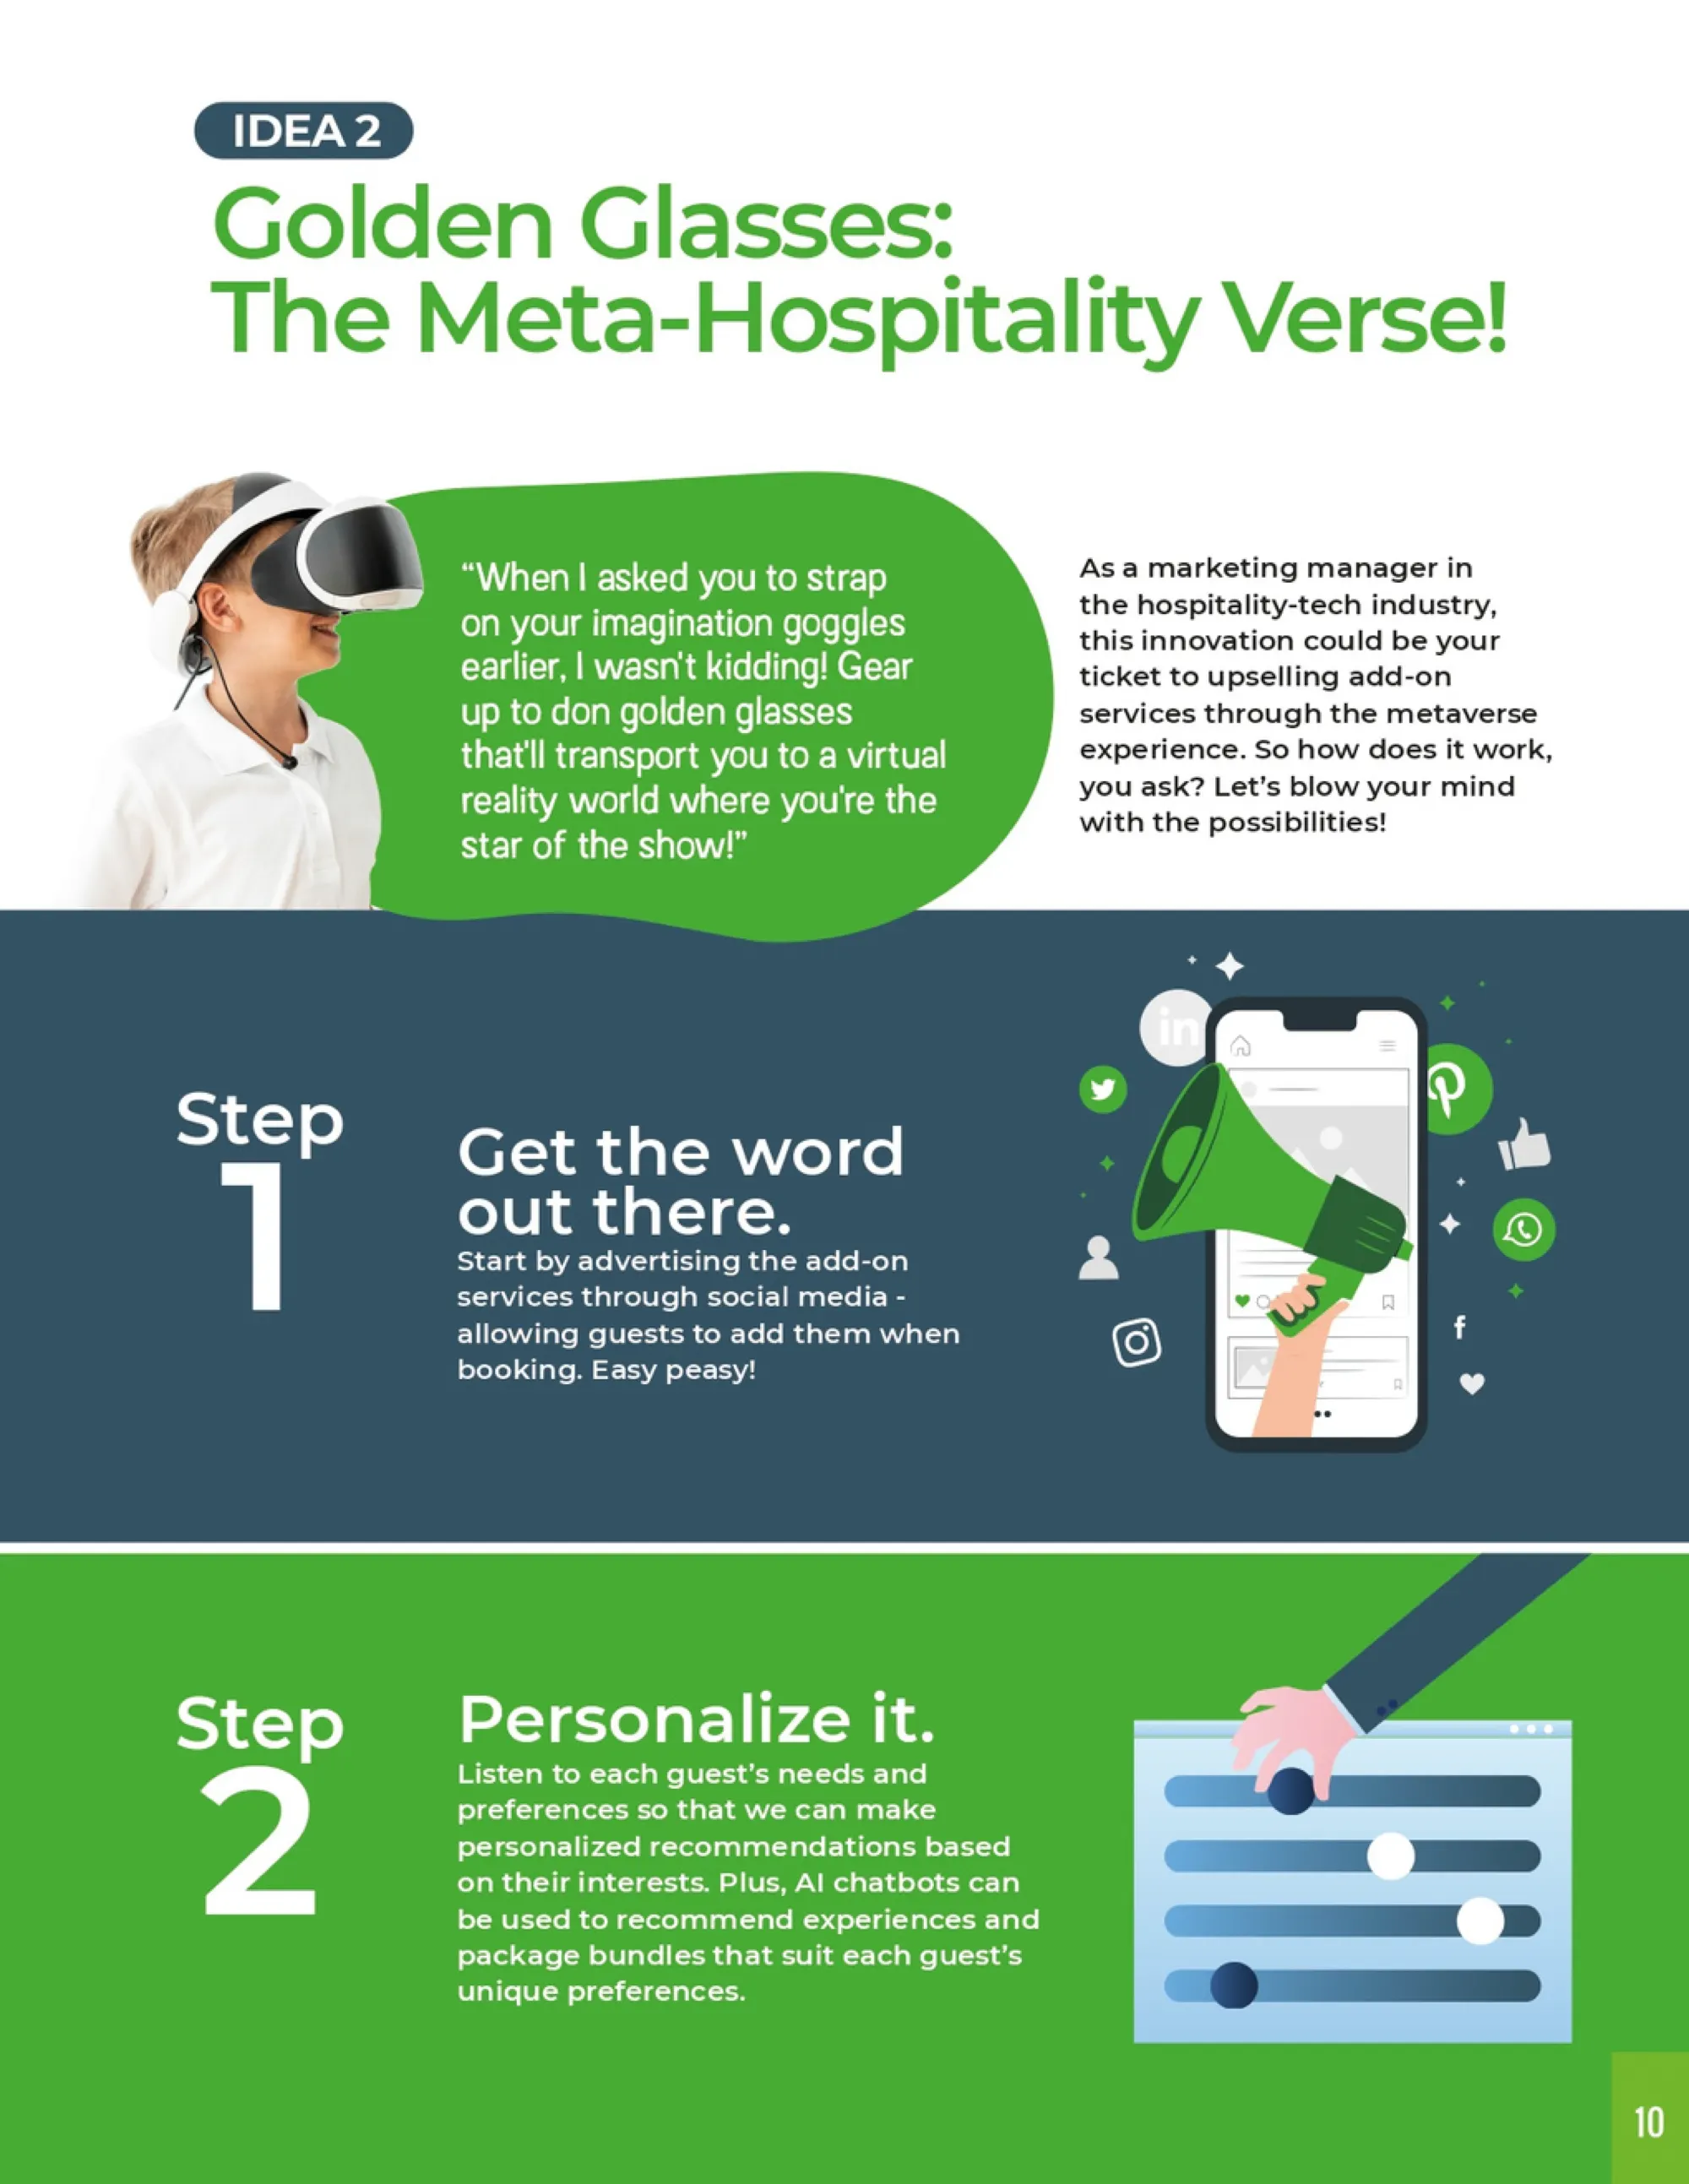 IDEA 2
Golden Glasses:
The Meta-Hospitality Verse!
“When I asked you to strap
on your imagination goggles
earlier, I wasn't kidding! Gear
up to don golden glasses
that'll transport you to a virtual
reality world where you're the
star of the show!”
As a marketing manager in
the hospitality-tech industry,
this innovation could be your
ticket to upselling add-on
services through the metaverse
experience. So how does it work,
you ask? Let’s blow your mind
with the possibilities!
Step
1
Get the word
out there.
Start by advertising the add-on
services through social media -
allowing guests to add them when
booking. Easy peasy!
in
f
Step
2
Personalize it.
Listen to each guest’s needs and
preferences so that we can make
personalized recommendations based
on their interests. Plus, AI chatbots can
be used to recommend experiences and
package bundles that suit each guest’s
unique preferences.
10